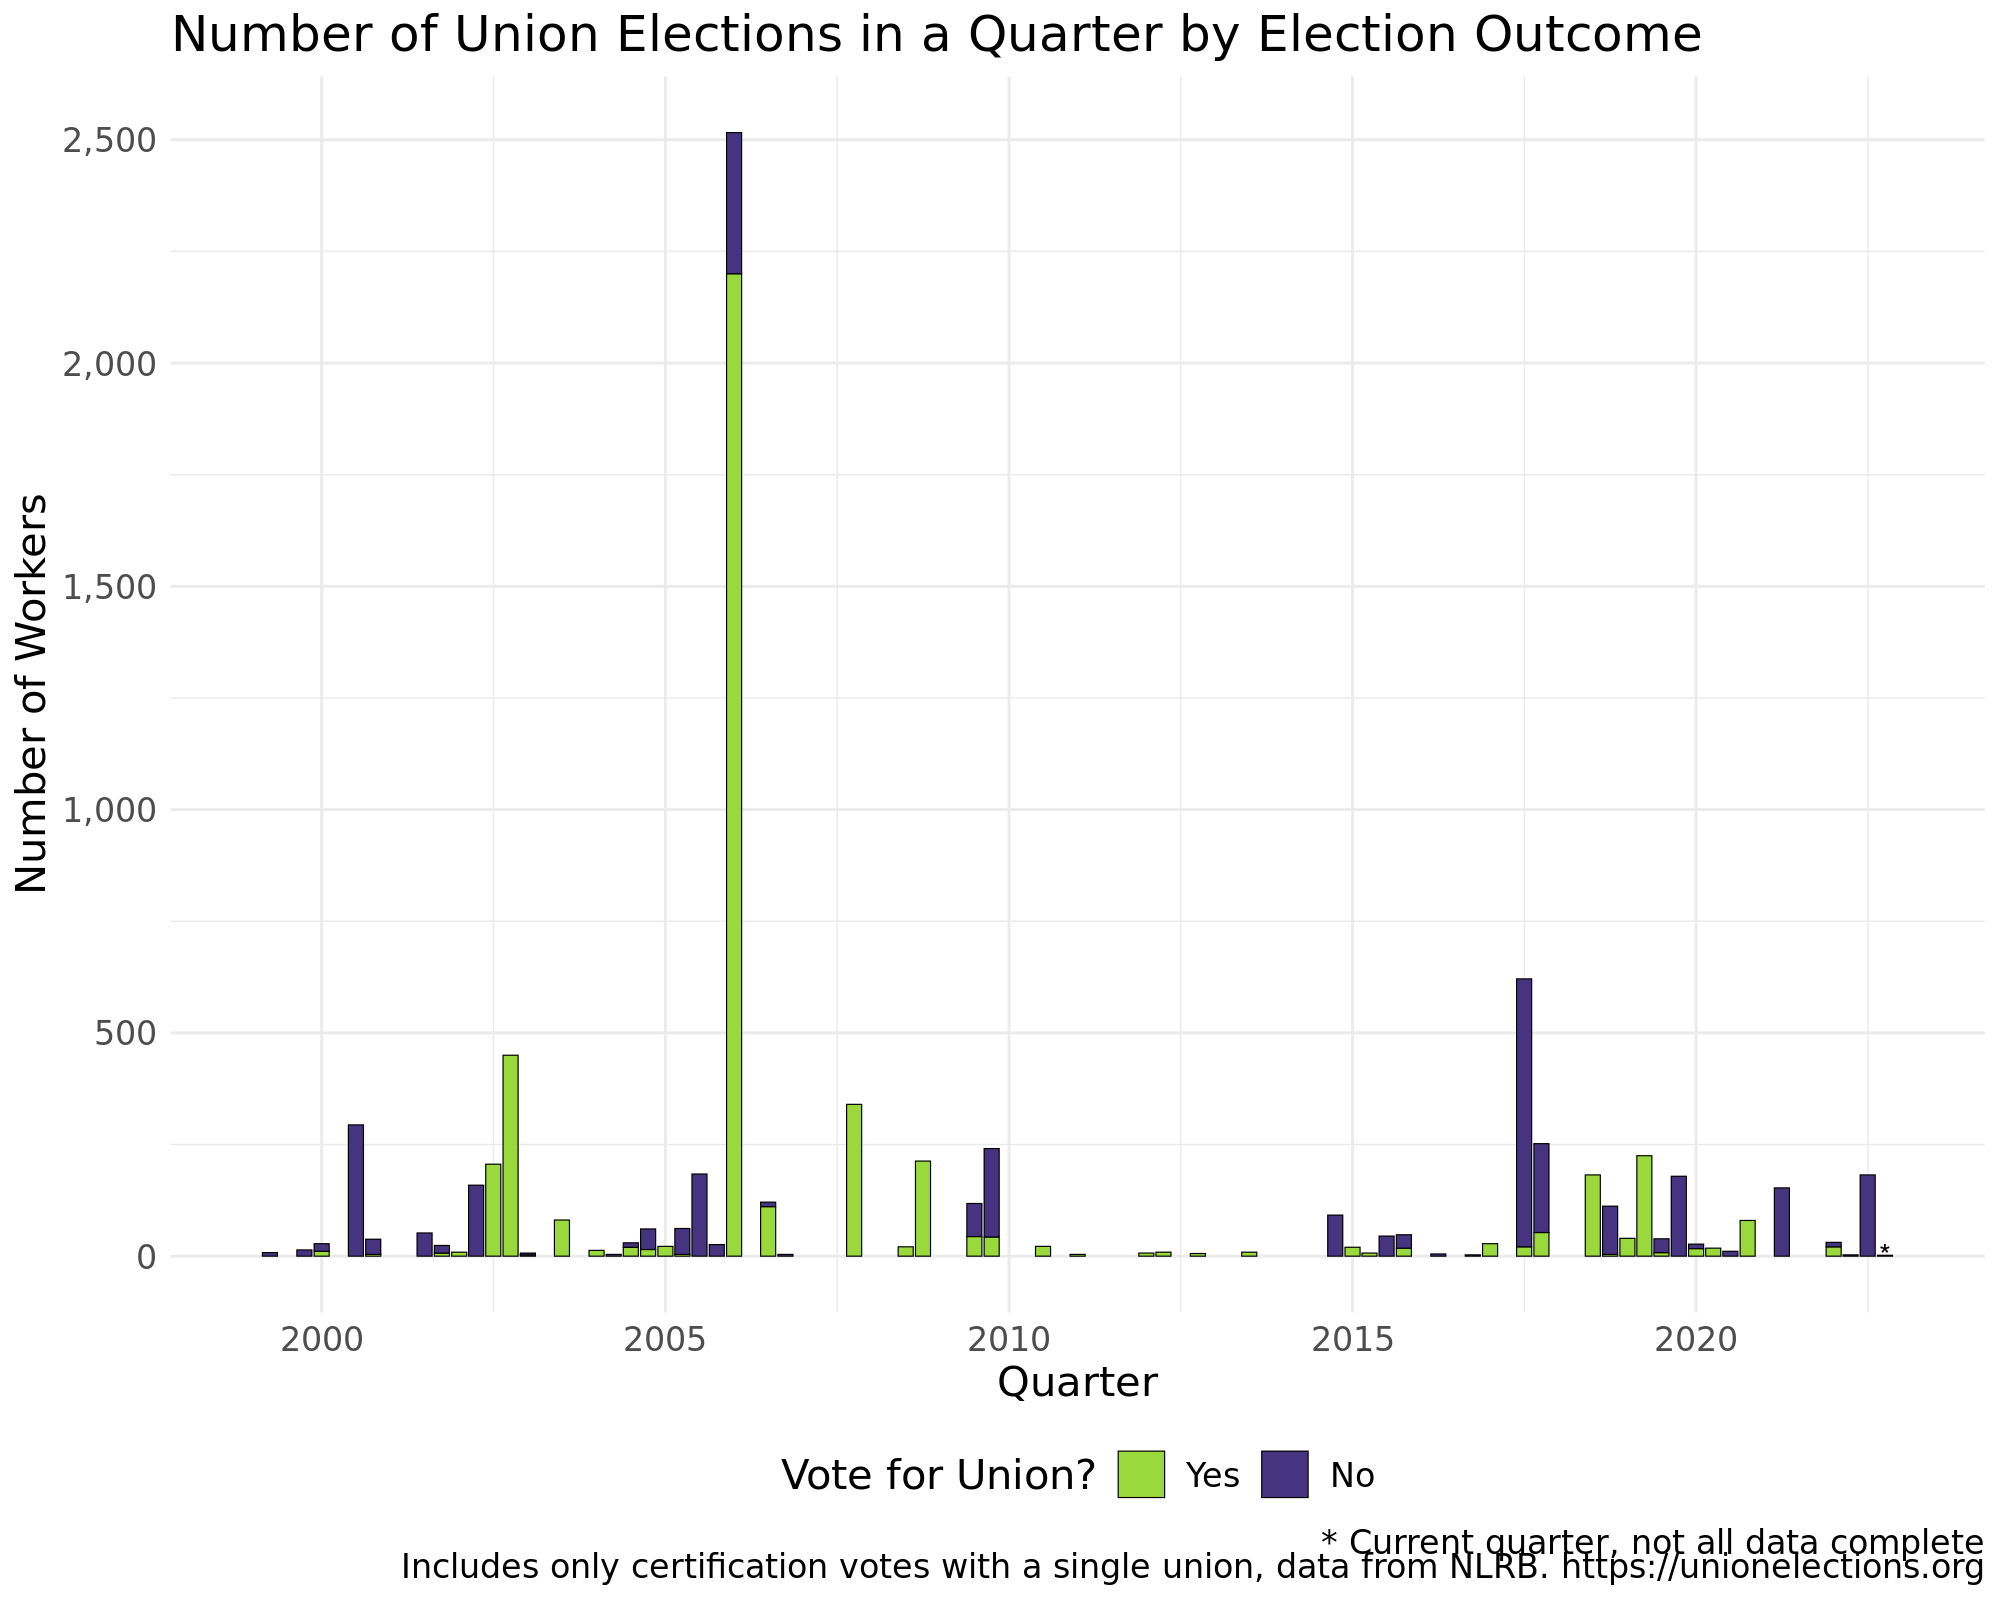 Number of Union Elections in a Quarter by Election Outcome
Number of Workers
2,500
2,000
1,500
1,000
500
0
*
2000 2005 2010 2015 2020
Quarter
Vote for Union? Yes No
* Current quarter, not all data complete
Includes only certification votes with a single union, data from NLRB. https://unionelections.org